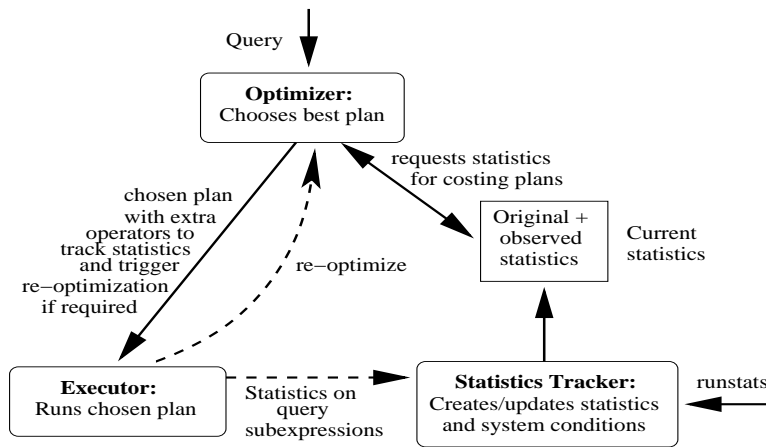 Query
Optimizer:
Chooses best plan
requests statistics
for costing plans
chosen plan
with extra
operators to
track statistics
and trigger
re−optimization
if required
re−optimize
Original +
observed
statistics
Current
statistics
Executor:
Runs chosen plan
Statistics on
query
subexpressions
Statistics Tracker:
Creates/updates statistics
and system conditions
runstats